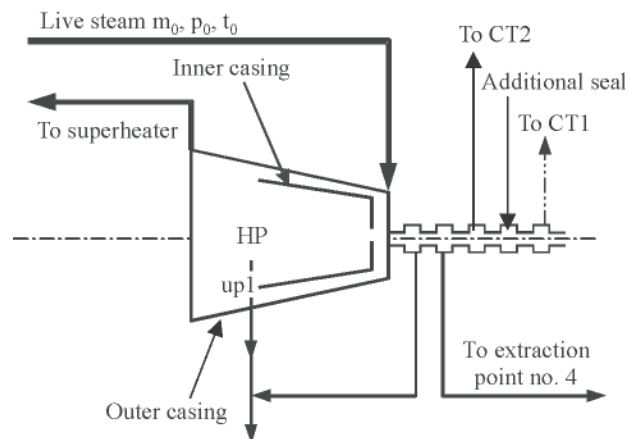 Live steam m₀, p₀, t₀
To CT2
Inner casing
Additional seal
To superheater
To CT1
HP
up1
To extraction
point no. 4
Outer casing